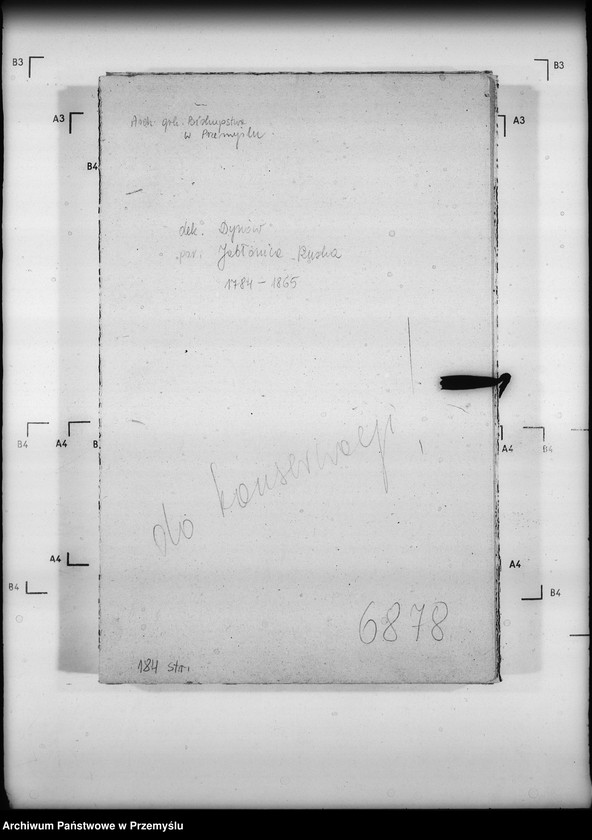 B3
B3
A3
A3
B4
Arch. grk. Biskupstwa
w Przemyślu
dek. Dynów
par. Jabłonica Ruska
1784 - 1865
B4
A4
B
A4
B4
do konserwacji
A4
A4
B4
B4
6878
184 str.
Archiwum Państwowe w Przemyślu